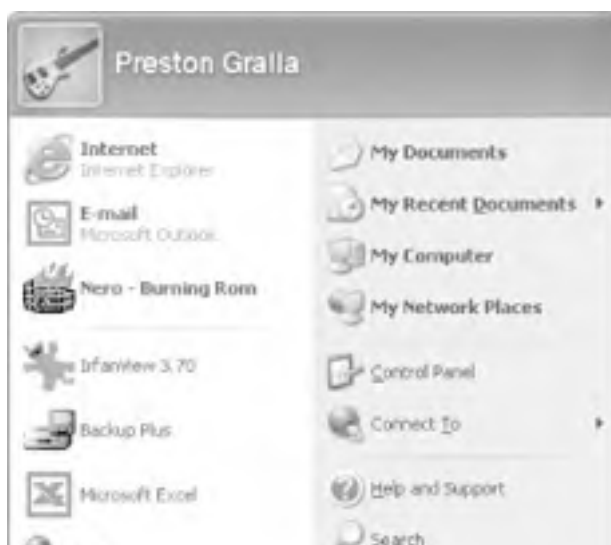 Preston Gralla
Internet
Internet Explorer
E-mail
Microsoft Outlook
Nero - Burning Rom
IrfanView 3.70
Backup Plus
Microsoft Excel
My Documents
My Recent Documents
My Computer
My Network Places
Control Panel
Connect To
Help and Support
Search